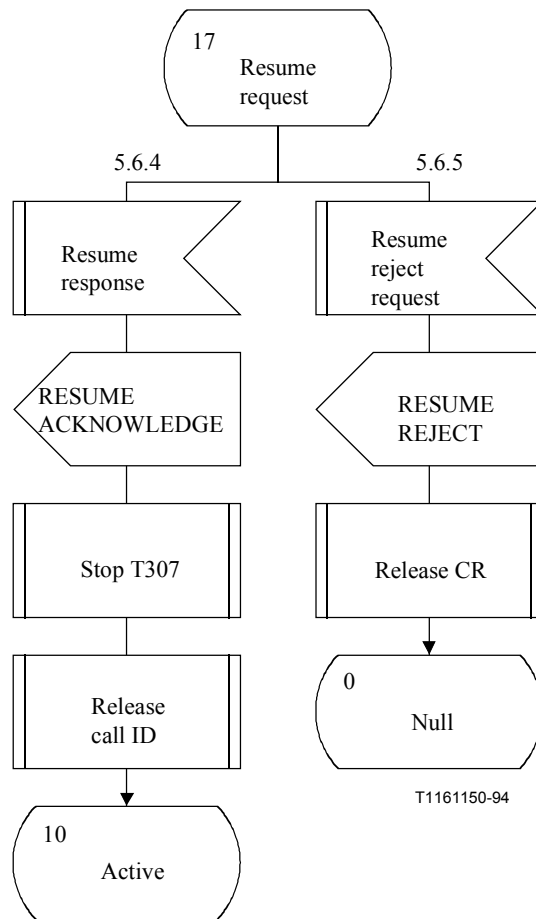 17
Resume
request
5.6.4
5.6.5
Resume
response
Resume
reject
request
RESUME
ACKNOWLEDGE
RESUME
REJECT
Stop T307
Release CR
Release
call ID
0
Null
T1161150-94
10
Active